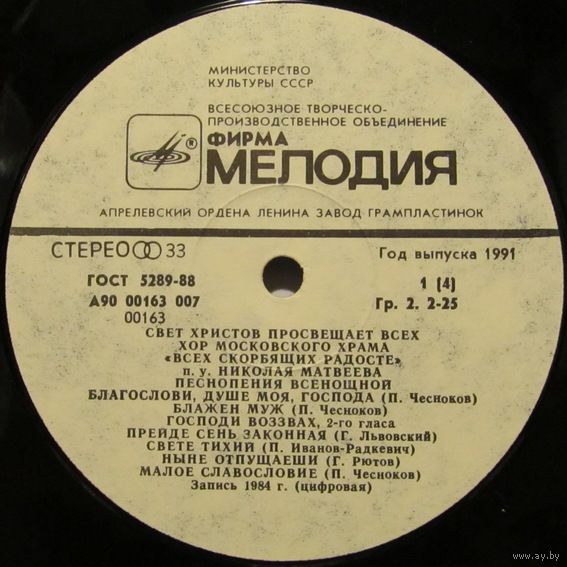 МИНИСТЕРСТВО
КУЛЬТУРЫ СССР
ВСЕСОЮЗНОЕ ТВОРЧЕСКО-
ПРОИЗВОДСТВЕННОЕ ОБЪЕДИНЕНИЕ
®
ФИРМА
МЕЛОДИЯ
АПРЕЛЕВСКИЙ ОРДЕНА ЛЕНИНА ЗАВОД ГРАМПЛАСТИНОК
СТЕРЕО 33
Год выпуска 1991
ГОСТ 5289-88
1 (4)
А90 00163 007
Гр. 2. 2-25
00163
СВЕТ ХРИСТОВ ПРОСВЕЩАЕТ ВСЕХ
ХОР МОСКОВСКОГО ХРАМА
«ВСЕХ СКОРБЯЩИХ РАДОСТЕ»
п. у. НИКОЛАЯ МАТВЕЕВА
ПЕСНОПЕНИЯ ВСЕНОЩНОЙ
БЛАГОСЛОВИ, ДУШЕ МОЯ, ГОСПОДА (П. Чесноков)
БЛАЖЕН МУЖ (П. Чесноков)
ГОСПОДИ ВОЗЗВАХ, 2-го гласа
ПРЕЙДЕ СЕНЬ ЗАКОННАЯ (Г. Львовский)
СВЕТЕ ТИХИЙ (П. Иванов-Радкевич)
НЫНЕ ОТПУЩАЕШИ (Г. Рютов)
МАЛОЕ СЛАВОСЛОВИЕ (П. Чесноков)
Запись 1984 г. (цифровая)
www.ay.by